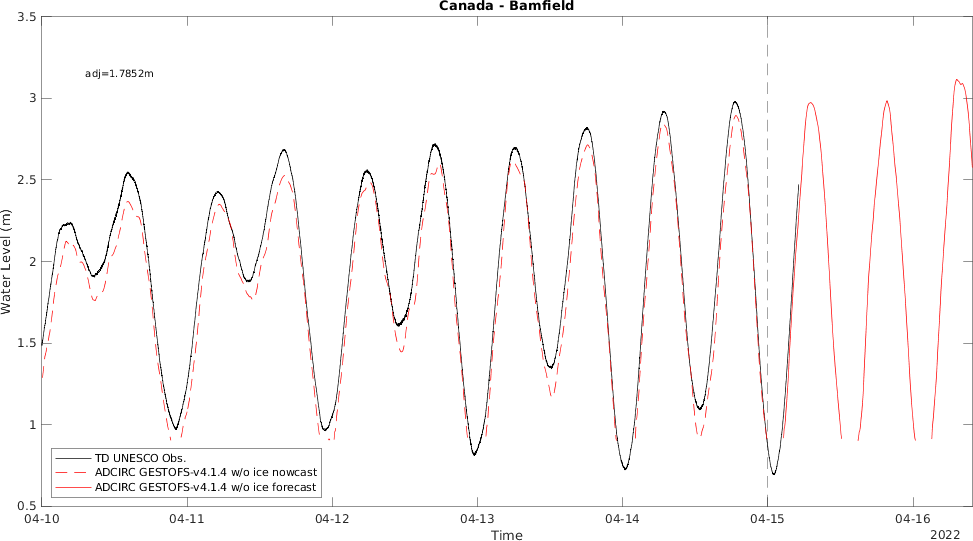 Canada - Bamfield
3.5
adj=1.7852m
3
2.5
2
1.5
1
0.5
Water Level (m)
TD UNESCO Obs.
ADCIRC GESTOFS-v4.1.4 w/o ice nowcast
ADCIRC GESTOFS-v4.1.4 w/o ice forecast
04-10 04-11 04-12 04-13 04-14 04-15 04-16
Time
2022